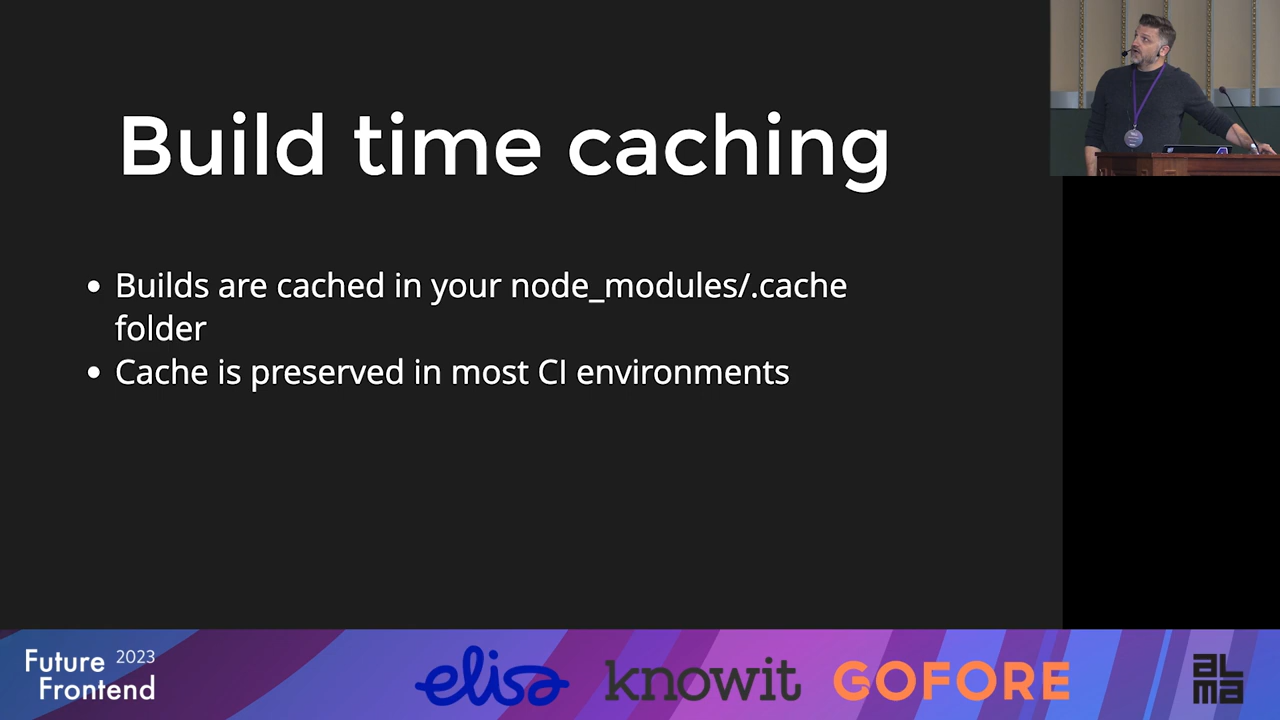 Build time caching
• Builds are cached in your node_modules/.cache
folder
• Cache is preserved in most CI environments
Future 2023
Frontend
elisa
knowit
GOFORE
ALMA